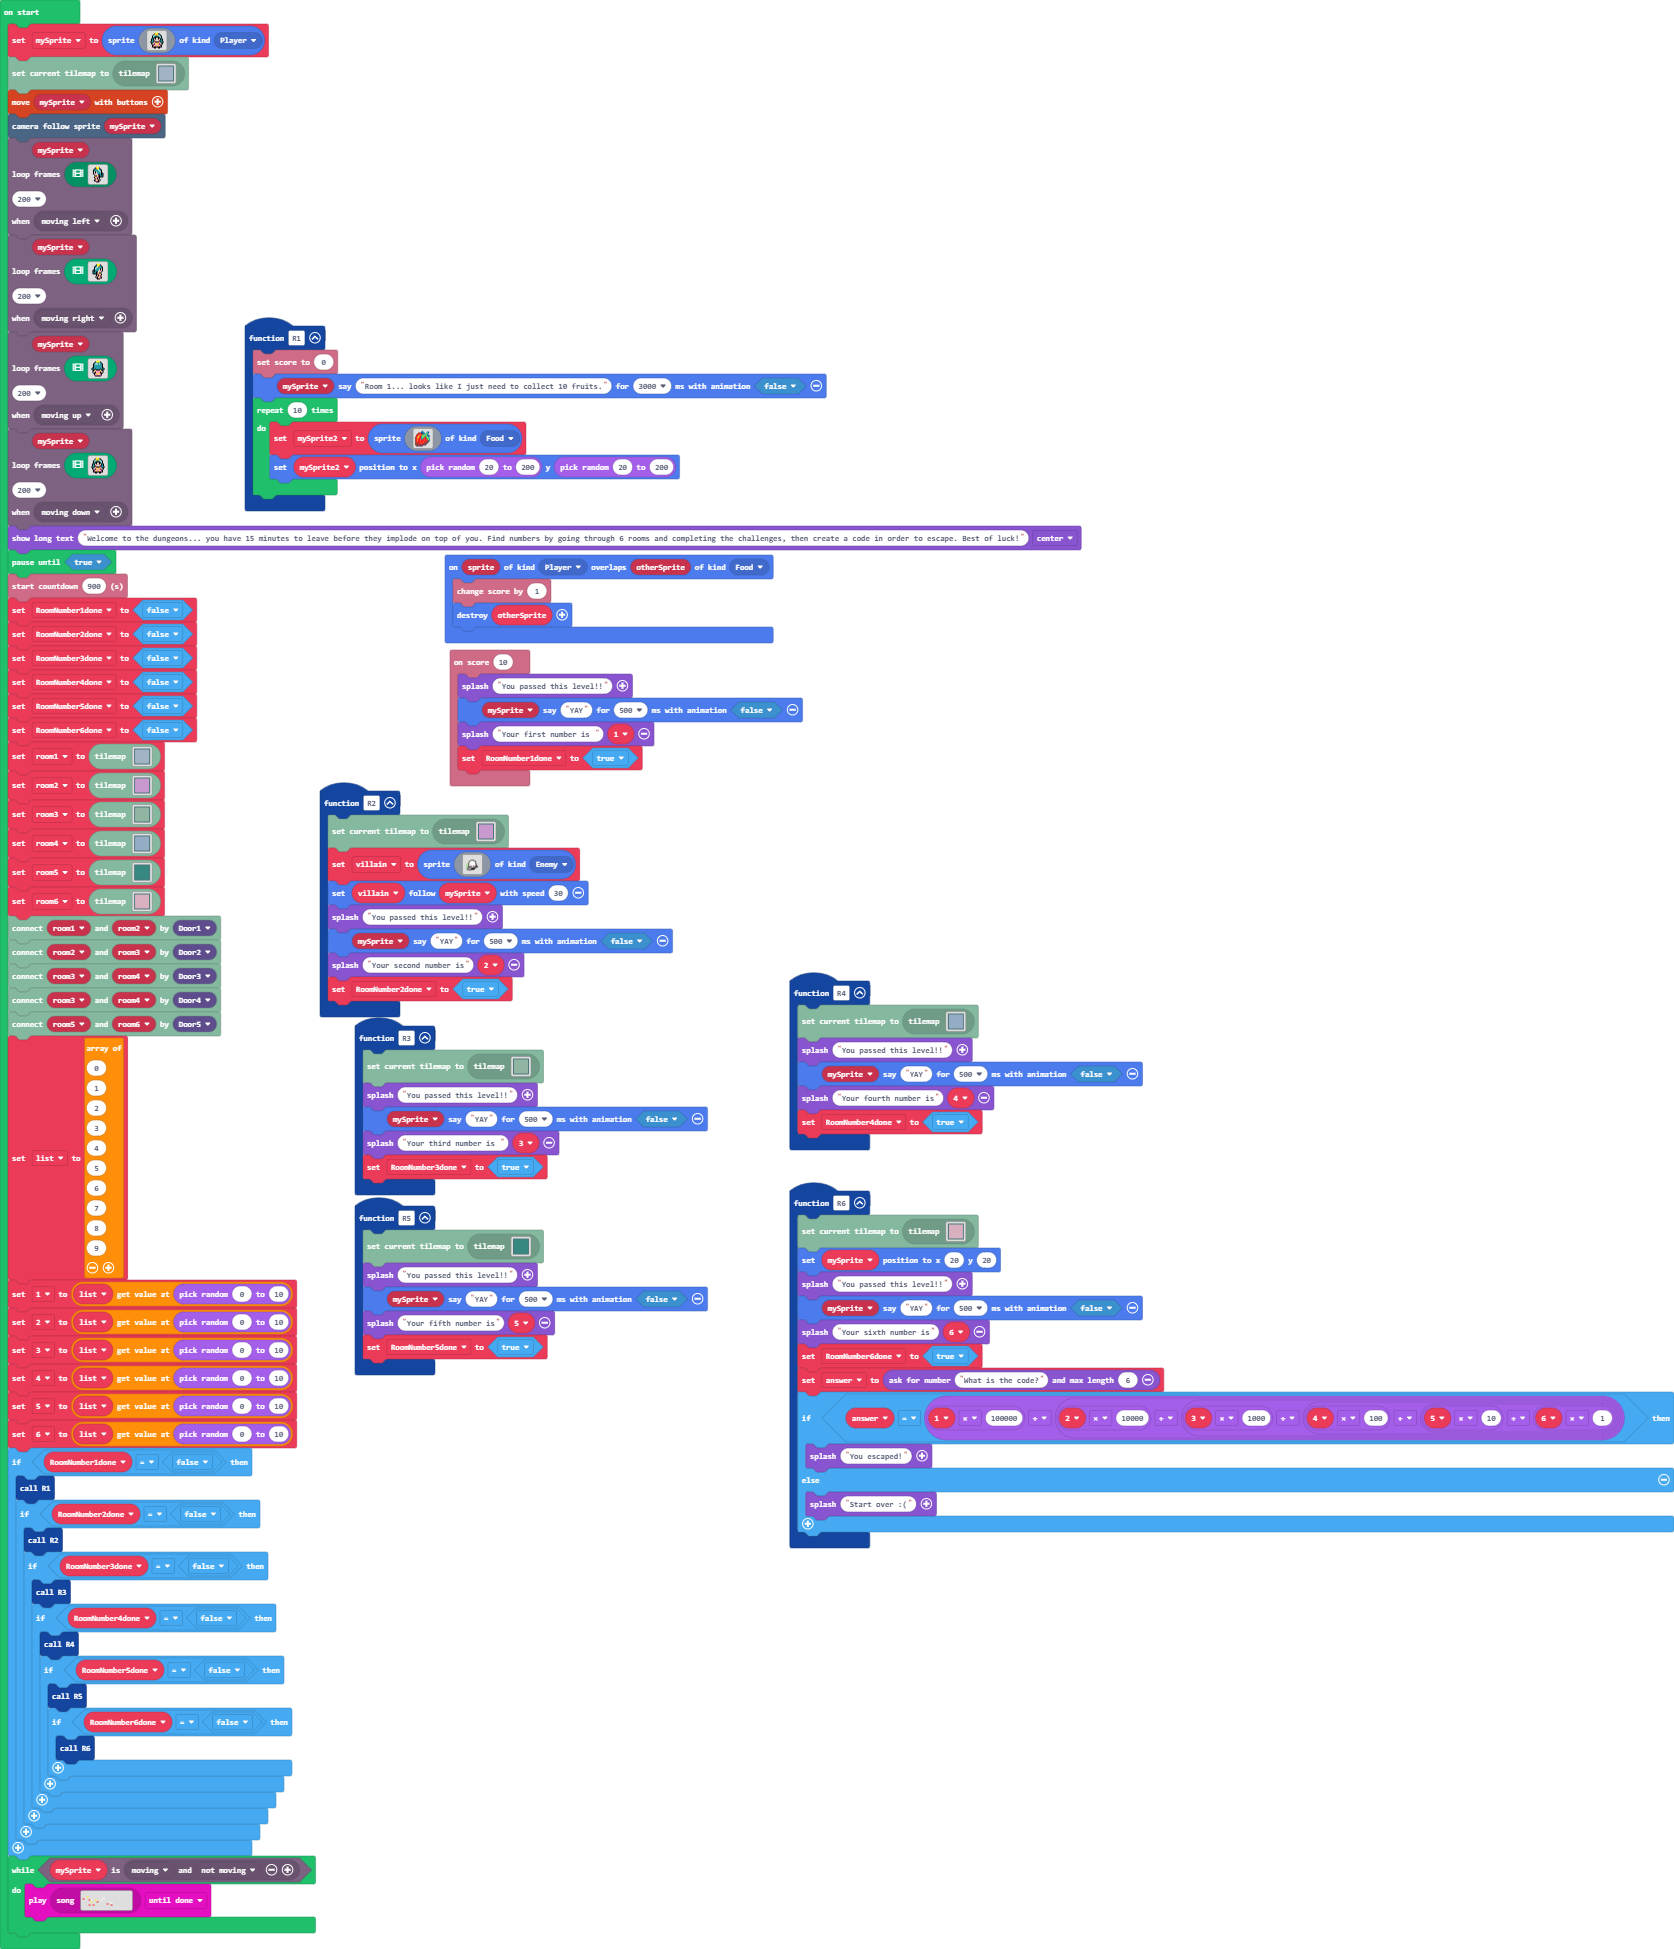 on start
set mySprite to sprite of kind Player
set current tilemap to tilemap
move mySprite with buttons
camera follow sprite mySprite
mySprite
loop frames
200
when moving left
mySprite
loop frames
200
when moving right
mySprite
loop frames
200
when moving up
mySprite
loop frames
200
when moving down
show long text "Welcome to the dungeons... you have 15 minutes to leave before they implode on top of you. Find numbers by going through 6 rooms and completing the challenges, then create a code in order to escape. Best of luck!" center
pause until true
start countdown 900 (s)
set RoomNumber1done to false
set RoomNumber2done to false
set RoomNumber3done to false
set RoomNumber4done to false
set RoomNumber5done to false
set RoomNumber6done to false
set room1 to tilemap
set room2 to tilemap
set room3 to tilemap
set room4 to tilemap
set room5 to tilemap
set room6 to tilemap
connect room1 and room2 by Door1
connect room2 and room3 by Door2
connect room3 and room4 by Door3
connect room3 and room4 by Door4
connect room5 and room6 by Door5
set list to array of
0
1
2
3
4
5
6
7
8
9
set 1 to list get value at pick random 0 to 10
set 2 to list get value at pick random 0 to 10
set 3 to list get value at pick random 0 to 10
set 4 to list get value at pick random 0 to 10
set 5 to list get value at pick random 0 to 10
set 6 to list get value at pick random 0 to 10
if RoomNumber1done = false then
call R1
if RoomNumber2done = false then
call R2
if RoomNumber3done = false then
call R3
if RoomNumber4done = false then
call R4
if RoomNumber5done = false then
call R5
if RoomNumber6done = false then
call R6
while mySprite is moving and not moving
do
play song until done
function R1
set score to 0
mySprite say "Room 1... looks like I just need to collect 10 fruits." for 3000 ms with animation false
repeat 10 times
do
set mySprite2 to sprite of kind Food
set mySprite2 position to x pick random 20 to 200 y pick random 20 to 200
on sprite of kind Player overlaps otherSprite of kind Food
change score by 1
destroy otherSprite
on score 10
splash "You passed this level!!"
mySprite say "YAY" for 500 ms with animation false
splash "Your first number is " 1
set RoomNumber1done to true
function R2
set current tilemap to tilemap
set villain to sprite of kind Enemy
set villain follow mySprite with speed 30
splash "You passed this level!!"
mySprite say "YAY" for 500 ms with animation false
splash "Your second number is" 2
set RoomNumber2done to true
function R3
set current tilemap to tilemap
splash "You passed this level!!"
mySprite say "YAY" for 500 ms with animation false
splash "Your third number is " 3
set RoomNumber3done to true
function R5
set current tilemap to tilemap
splash "You passed this level!!"
mySprite say "YAY" for 500 ms with animation false
splash "Your fifth number is" 5
set RoomNumber5done to true
function R4
set current tilemap to tilemap
splash "You passed this level!!"
mySprite say "YAY" for 500 ms with animation false
splash "Your fourth number is" 4
set RoomNumber4done to true
function R6
set current tilemap to tilemap
set mySprite position to x 20 y 20
splash "You passed this level!!"
mySprite say "YAY" for 500 ms with animation false
splash "Your sixth number is" 6
set RoomNumber6done to true
set answer to ask for number "What is the code?" and max length 6
if answer = 1 × 100000 + 2 × 10000 + 3 × 1000 + 4 × 100 + 5 × 10 + 6 × 1 then
splash "You escaped!"
else
splash "Start over :("